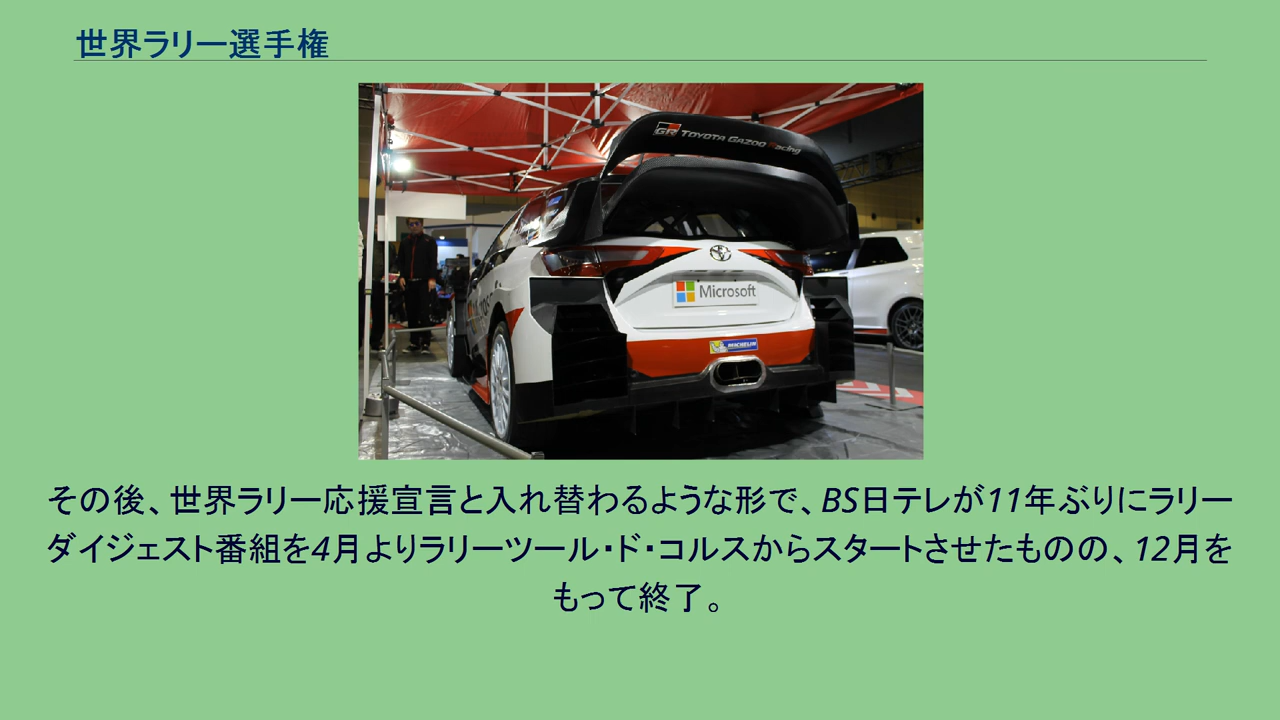 世界ラリー選手権
GR TOYOTA GAZOO Racing
Microsoft
MICHELIN
その後、世界ラリー応援宣言と入れ替わるような形で、BS日テレが11年ぶりにラリー
ダイジェスト番組を4月よりラリーツール・ド・コルスからスタートさせたものの、12月を
もって終了。